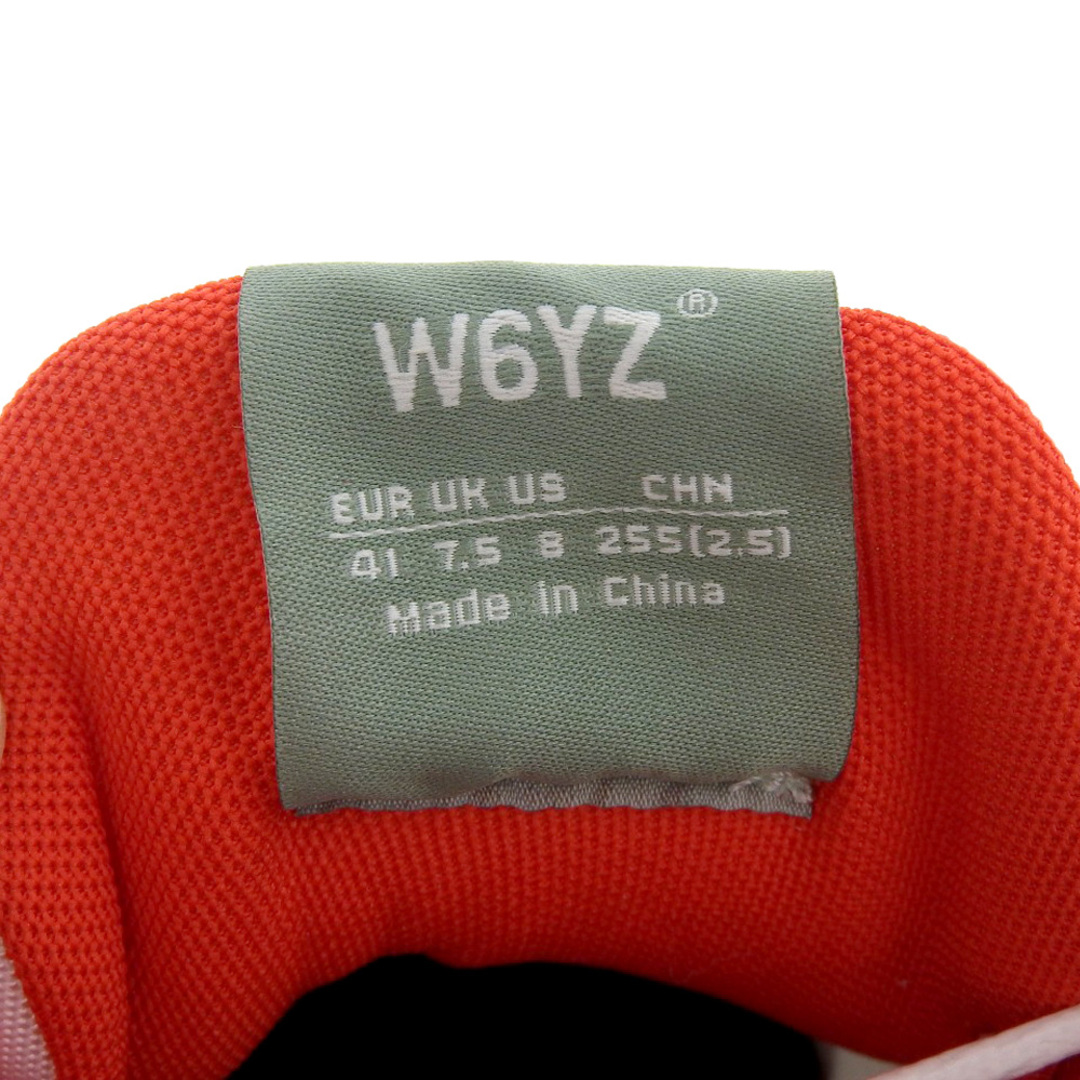 W6YZ®
EUR UK US CHN
41 7.5 8 255(2.5)
Made in China